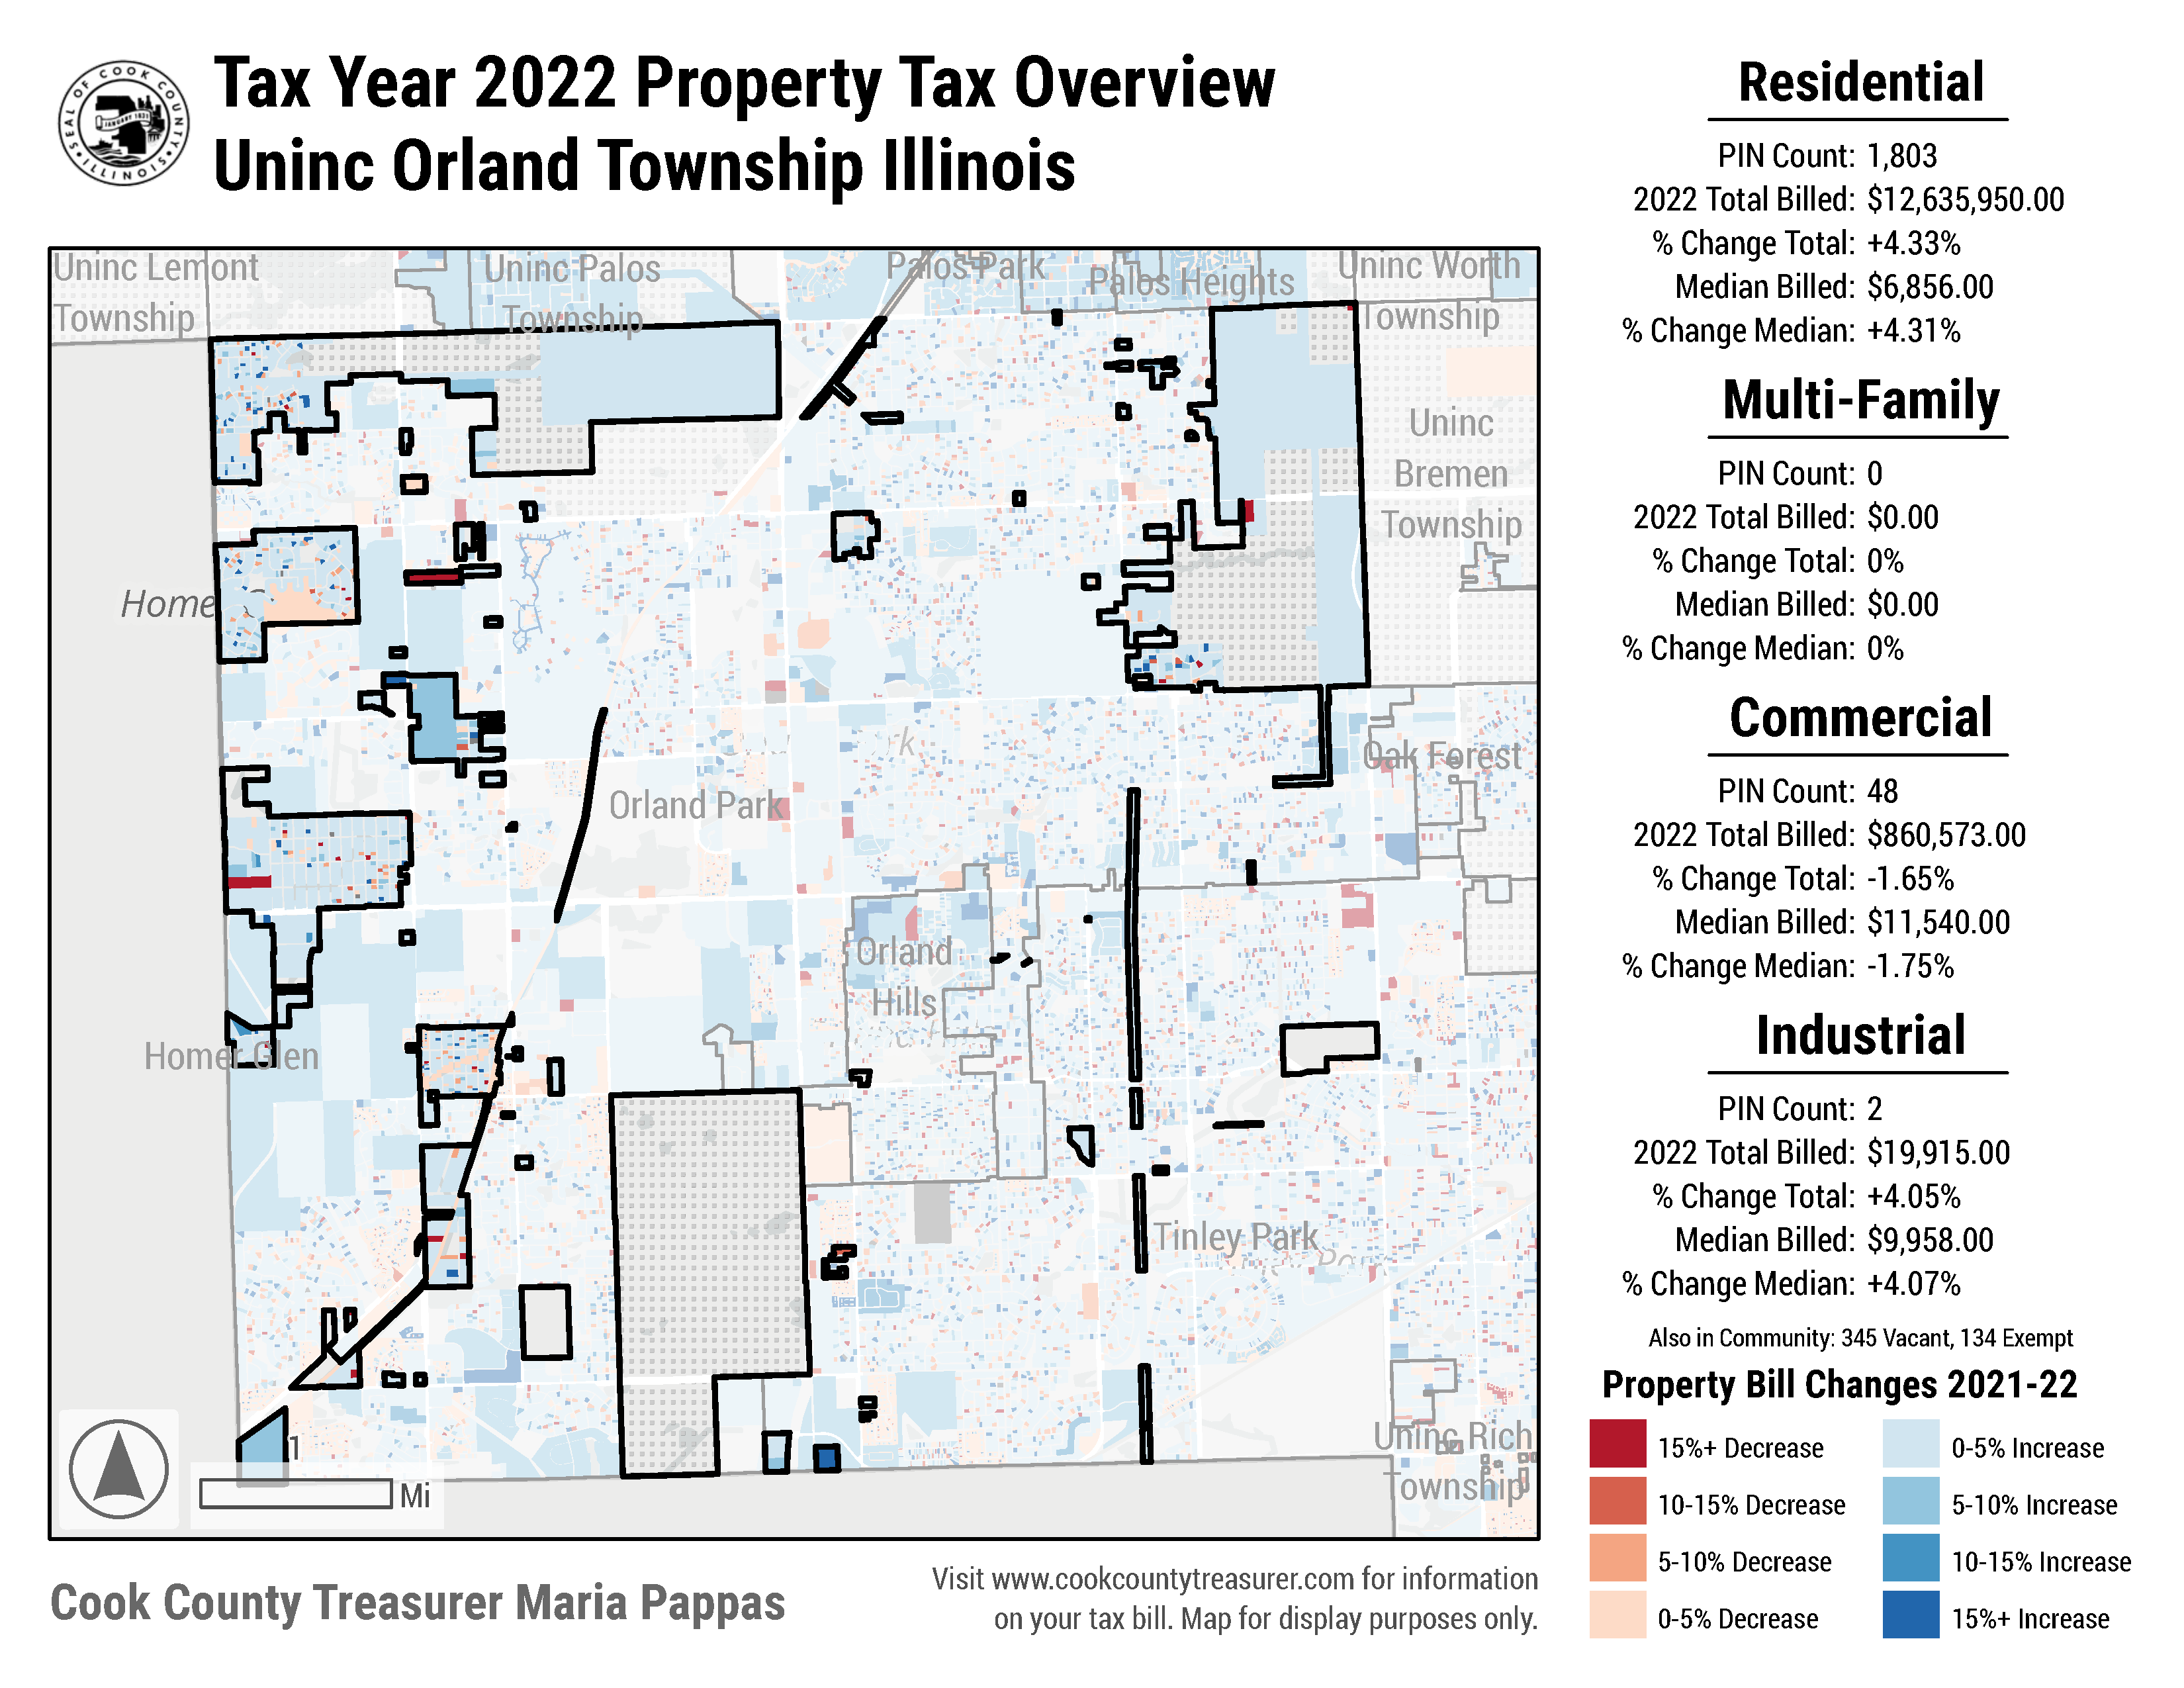 Tax Year 2022 Property Tax Overview
Uninc Orland Township Illinois
SEAL OF COOK COUNTY
JANUARY 1831
ILLINOIS
Uninc Lemont
Township
Uninc Palos
Township
Palos Park
Palos Heights
Uninc Worth
Township
Uninc
Bremen
Township
Home
Oak Forest
Orland Park
Orland
Hills
Homer Glen
Tinley Park
Uninc Rich
Township
1
Mi
Residential
PIN Count: 1,803
2022 Total Billed: $12,635,950.00
% Change Total: +4.33%
Median Billed: $6,856.00
% Change Median: +4.31%
Multi-Family
PIN Count: 0
2022 Total Billed: $0.00
% Change Total: 0%
Median Billed: $0.00
% Change Median: 0%
Commercial
PIN Count: 48
2022 Total Billed: $860,573.00
% Change Total: -1.65%
Median Billed: $11,540.00
% Change Median: -1.75%
Industrial
PIN Count: 2
2022 Total Billed: $19,915.00
% Change Total: +4.05%
Median Billed: $9,958.00
% Change Median: +4.07%
Also in Community: 345 Vacant, 134 Exempt
Property Bill Changes 2021-22
15%+ Decrease
0-5% Increase
10-15% Decrease
5-10% Increase
5-10% Decrease
10-15% Increase
0-5% Decrease
15%+ Increase
Cook County Treasurer Maria Pappas
Visit www.cookcountytreasurer.com for information
on your tax bill. Map for display purposes only.